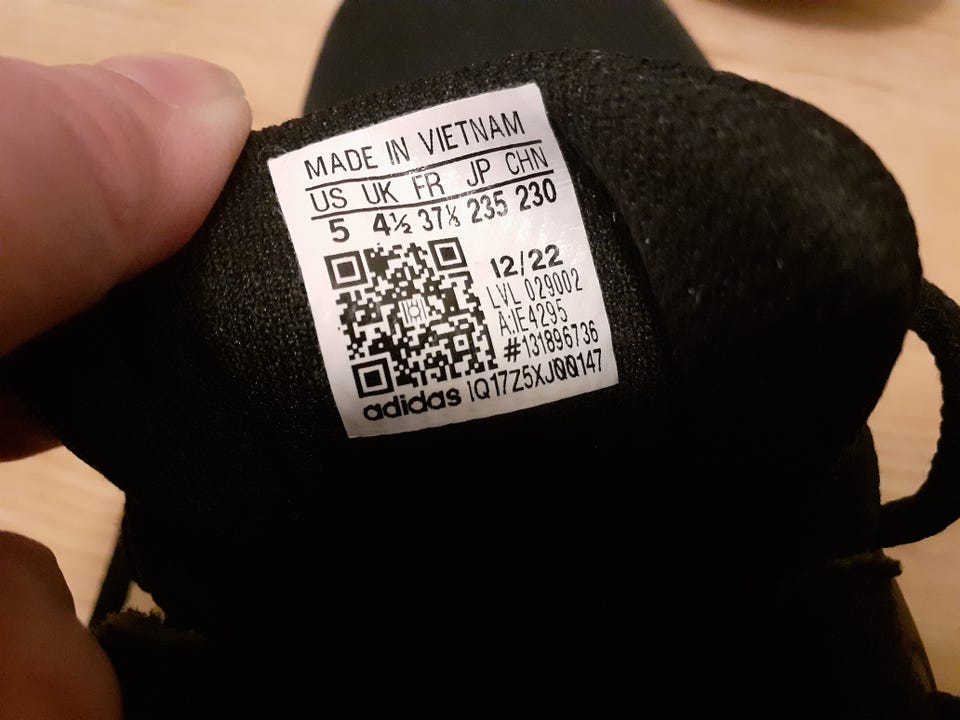 MADE IN VIETNAM
US UK FR JP CHN
5 4½ 37⅓ 235 230
12/22
LVL 029002
A:IE4295
#131896736
adidas IQ17Z5XJQQ147